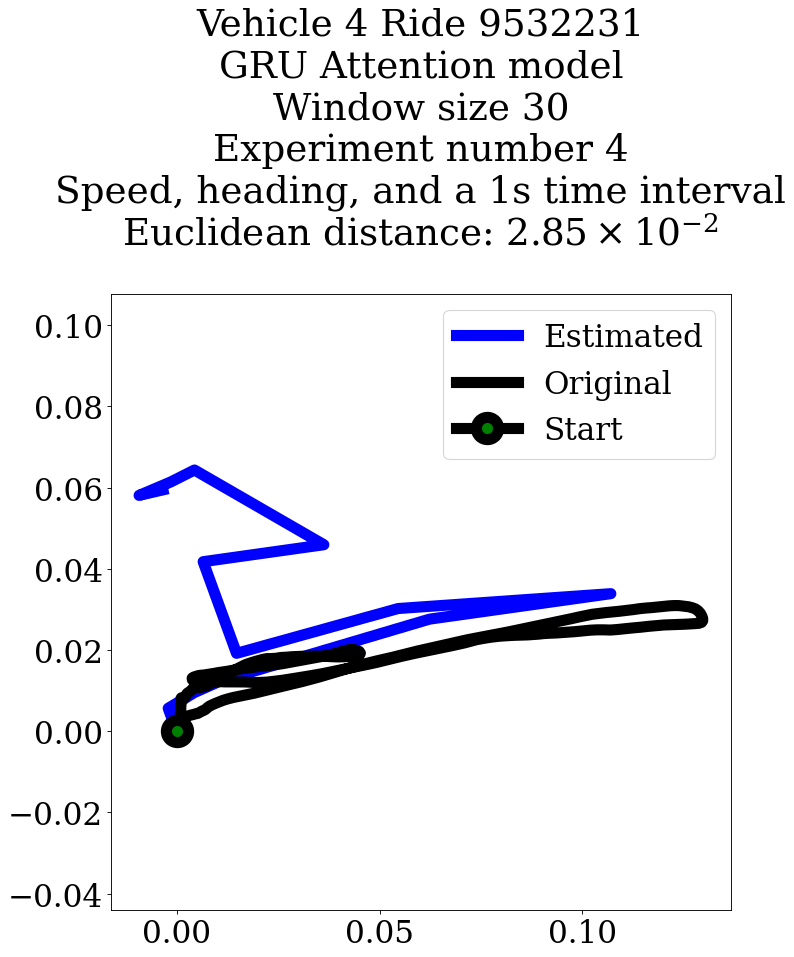 Vehicle 4 Ride 9532231
GRU Attention model
Window size 30
Experiment number 4
Speed, heading, and a 1s time interval
Euclidean distance: 2.85 × 10⁻²
Estimated
Original
Start
0.10
0.08
0.06
0.04
0.02
0.00
−0.02
−0.04
0.00
0.05
0.10